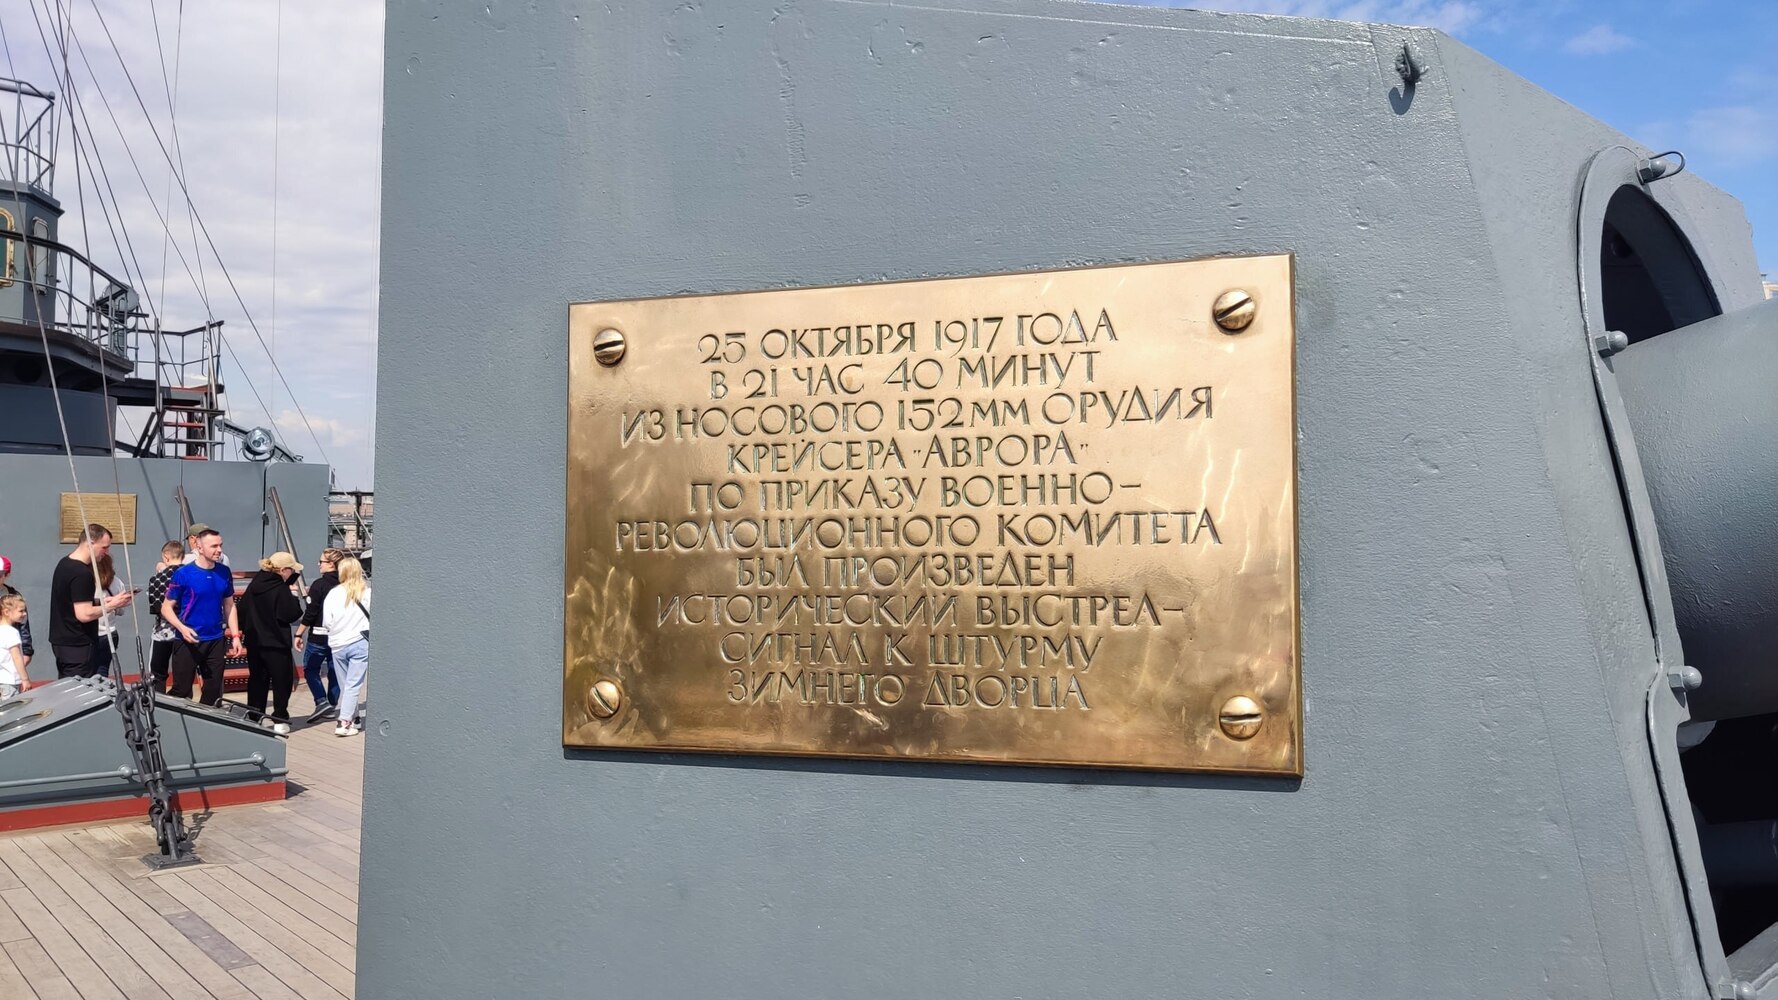 25 ОКТЯБРЯ 1917 ГОДА
В 21 ЧАС 40 МИНУТ
ИЗ НОСОВОГО 152ММ ОРУДИЯ
КРЕЙСЕРА "АВРОРА"
ПО ПРИКАЗУ ВОЕННО-
РЕВОЛЮЦИОННОГО КОМИТЕТА
БЫЛ ПРОИЗВЕДЕН
ИСТОРИЧЕСКИЙ ВЫСТРЕЛ-
СИГНАЛ К ШТУРМУ
ЗИМНЕГО ДВОРЦА